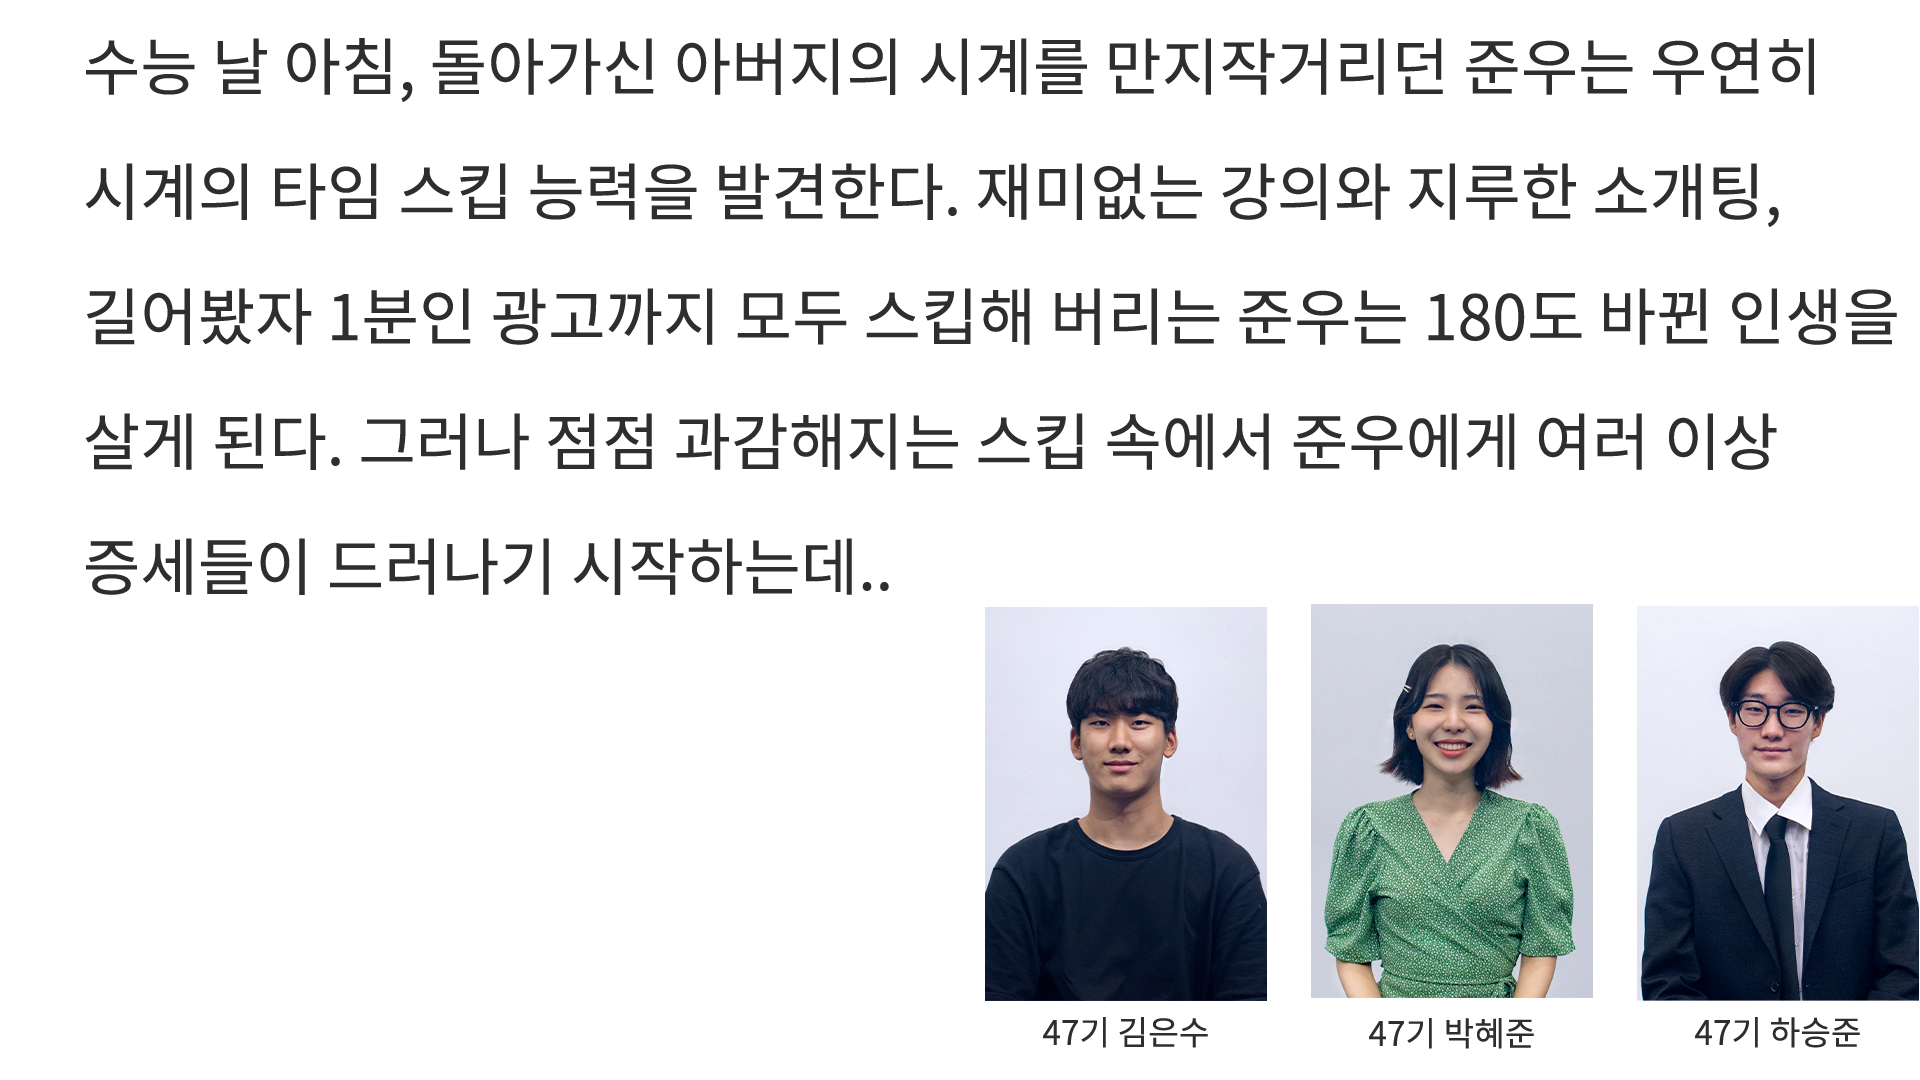 수능 날 아침, 돌아가신 아버지의 시계를 만지작거리던 준우는 우연히
시계의 타임 스킵 능력을 발견한다. 재미없는 강의와 지루한 소개팅,
길어봤자 1분인 광고까지 모두 스킵해 버리는 준우는 180도 바뀐 인생을
살게 된다. 그러나 점점 과감해지는 스킵 속에서 준우에게 여러 이상
증세들이 드러나기 시작하는데..
47기 김은수
47기 박혜준
47기 하승준